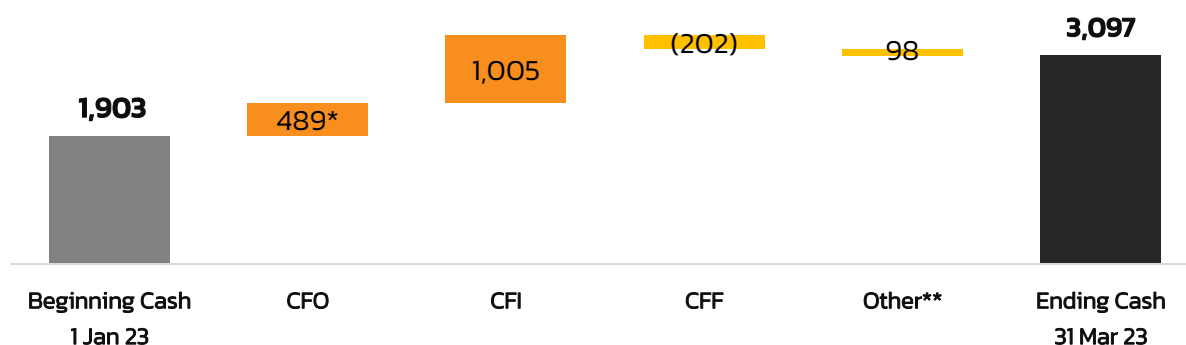 3,097
(202)
98
1,005
1,903
489*
Beginning Cash
1 Jan 23
CFO
CFI
CFF
Other**
Ending Cash
31 Mar 23